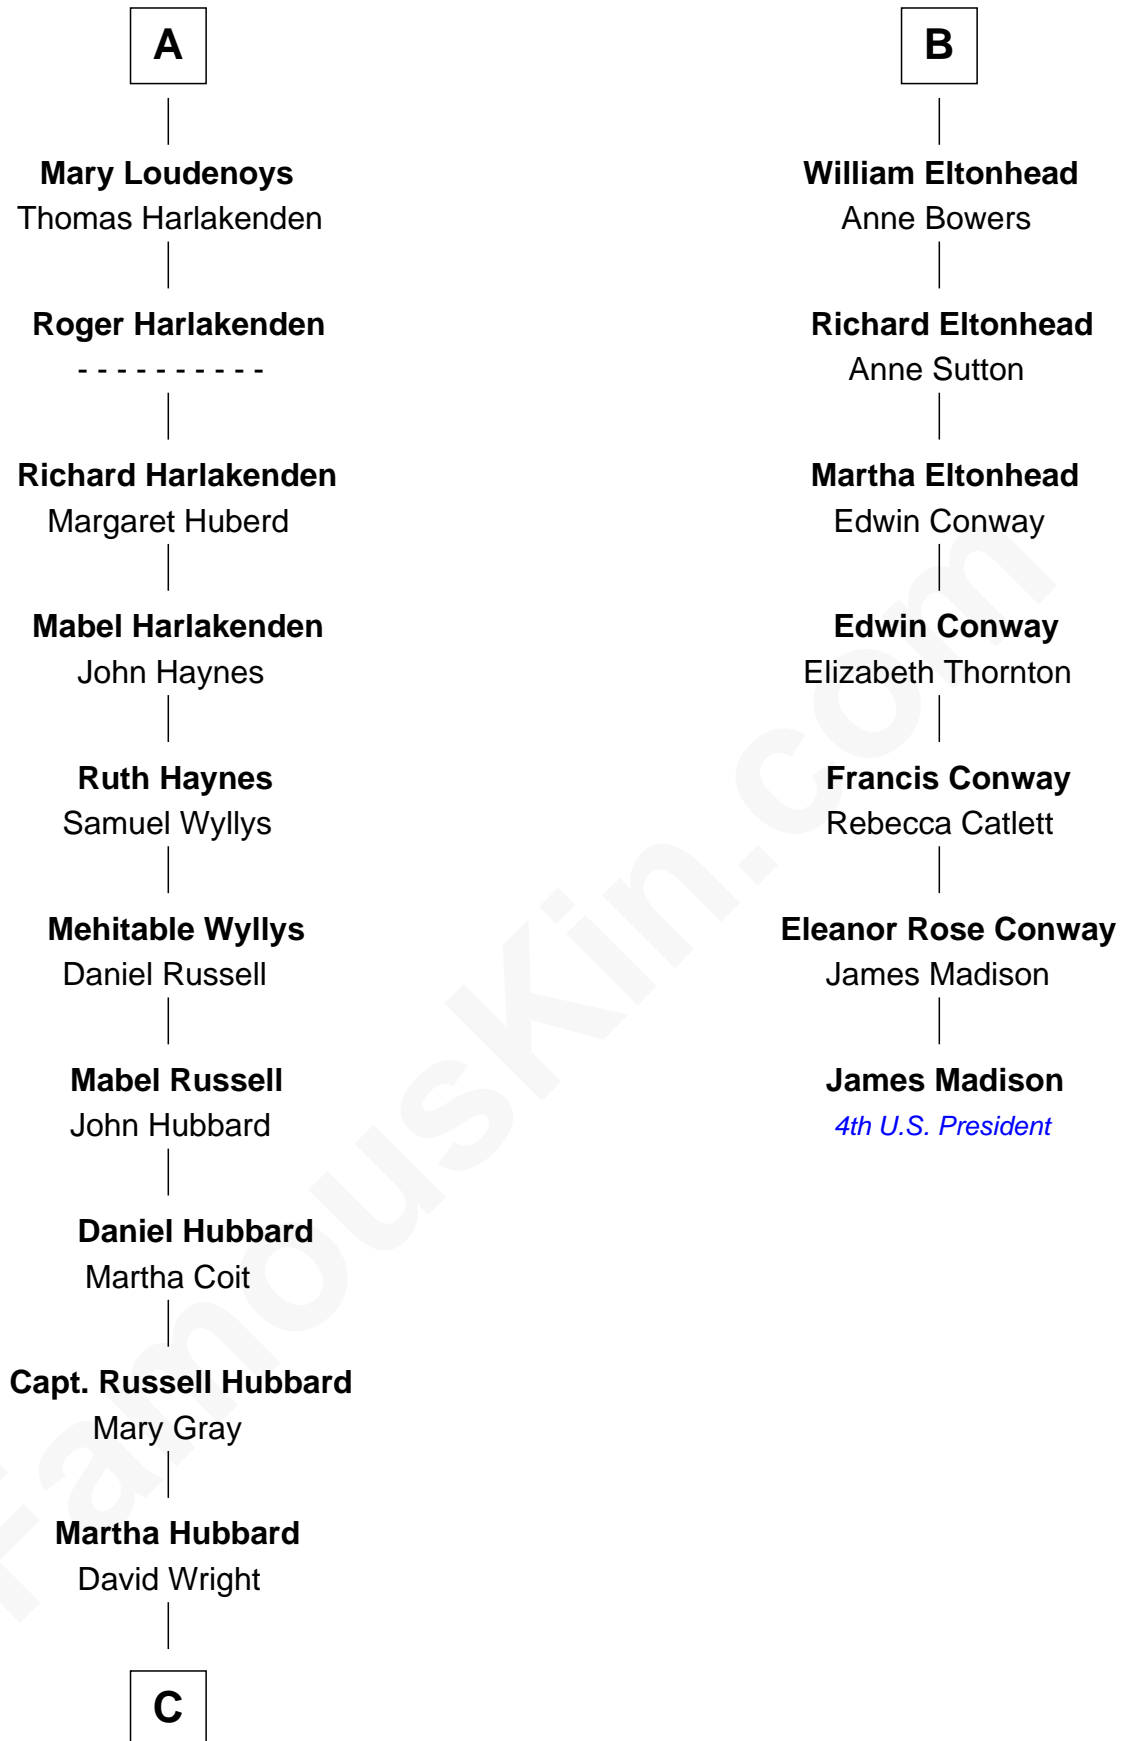 A
Mary Loudenoys
Thomas Harlakenden
Roger Harlakenden
- - - - - - - - - -
Richard Harlakenden
Margaret Huberd
Mabel Harlakenden
John Haynes
Ruth Haynes
Samuel Wyllys
Mehitable Wyllys
Daniel Russell
Mabel Russell
John Hubbard
Daniel Hubbard
Martha Coit
Capt. Russell Hubbard
Mary Gray
Martha Hubbard
David Wright
C
B
William Eltonhead
Anne Bowers
Richard Eltonhead
Anne Sutton
Martha Eltonhead
Edwin Conway
Edwin Conway
Elizabeth Thornton
Francis Conway
Rebecca Catlett
Eleanor Rose Conway
James Madison
James Madison
4th U.S. President
FamousKin.com